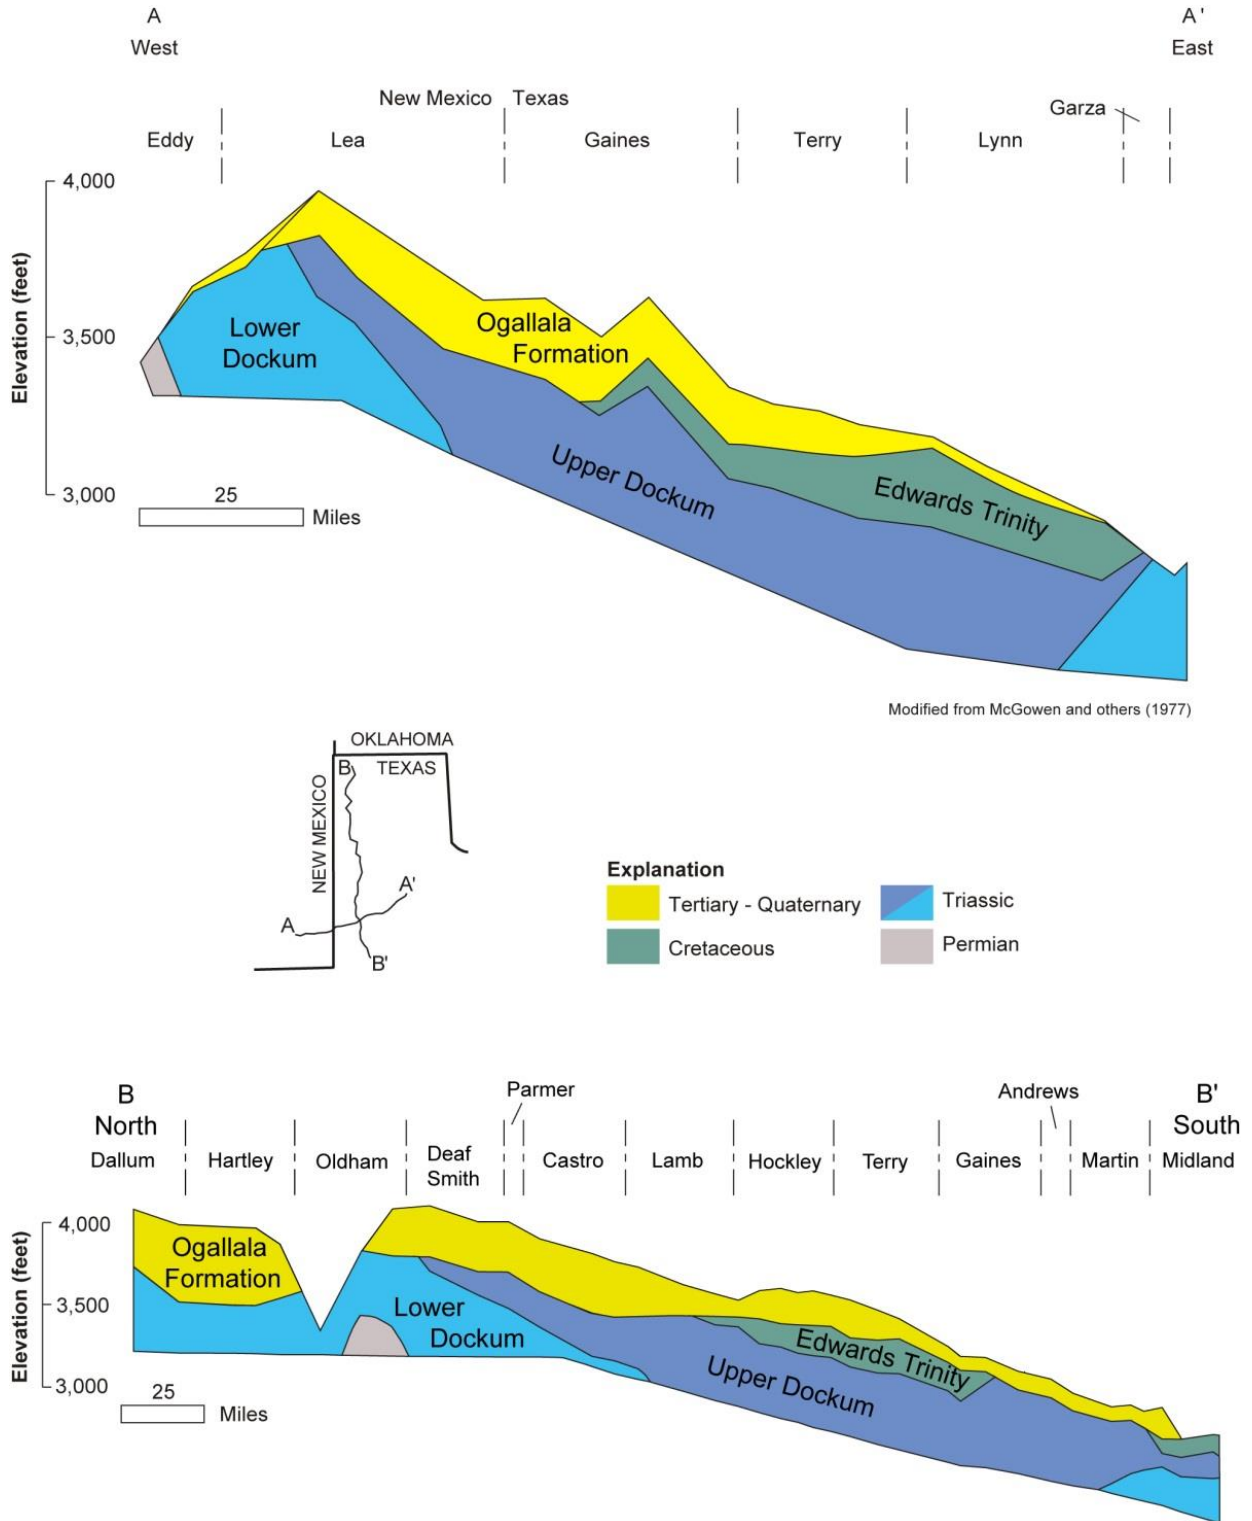 A
West
A'
East
New Mexico
Texas
Garza
Eddy
Lea
Gaines
Terry
Lynn
Elevation (feet)
4,000
3,500
3,000
Lower
Dockum
Ogallala
Formation
Upper Dockum
Edwards Trinity
25
Miles
Modified from McGowen and others (1977)
OKLAHOMA
TEXAS
NEW MEXICO
B
A
A'
B'
Explanation
Tertiary - Quaternary
Triassic
Cretaceous
Permian
B
North
B'
South
Parmer
Andrews
Dallum
Hartley
Oldham
Deaf
Smith
Castro
Lamb
Hockley
Terry
Gaines
Martin
Midland
Elevation (feet)
4,000
3,500
3,000
Ogallala
Formation
Lower
Dockum
Upper Dockum
Edwards Trinity
25
Miles